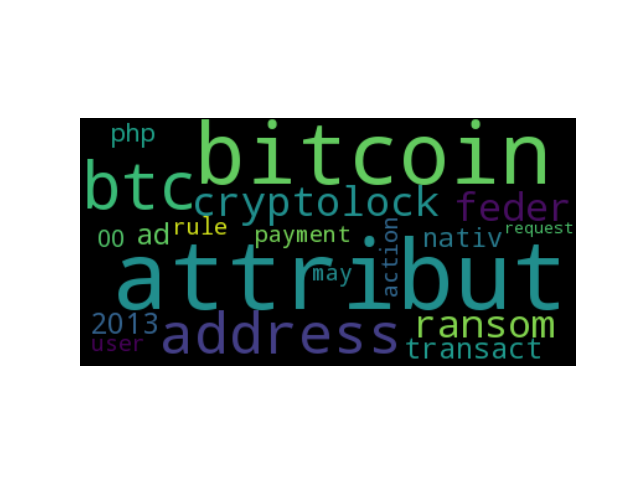 php
bitcoin
btc
cryptolock
feder
00
ad
rule
payment
action
nativ
request
attribut
may
2013
user
address
ransom
transact